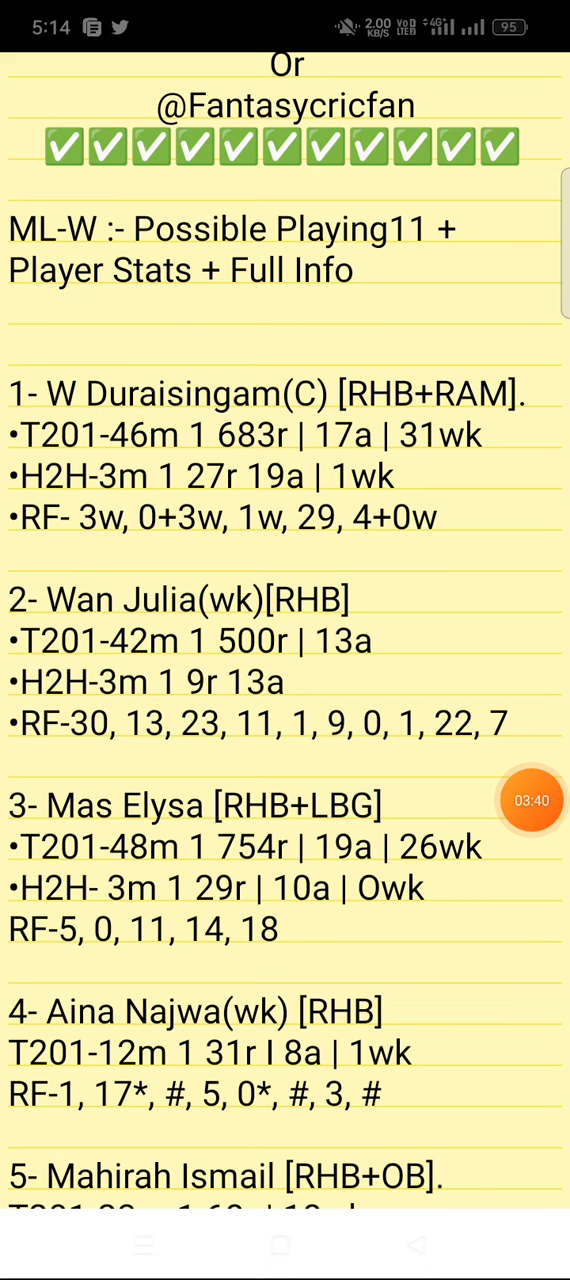 5:14 2.00 KB/S Vo LTE 4G+ 95
Or
@Fantasycricfan
✅✅✅✅✅✅✅✅✅✅✅
ML-W :- Possible Playing11 +
Player Stats + Full Info
1- W Duraisingam(C) [RHB+RAM].
•T201-46m 1 683r | 17a | 31wk
•H2H-3m 1 27r 19a | 1wk
•RF- 3w, 0+3w, 1w, 29, 4+0w
2- Wan Julia(wk)[RHB]
•T201-42m 1 500r | 13a
•H2H-3m 1 9r 13a
•RF-30, 13, 23, 11, 1, 9, 0, 1, 22, 7
03:40
3- Mas Elysa [RHB+LBG]
•T201-48m 1 754r | 19a | 26wk
•H2H- 3m 1 29r | 10a | Owk
RF-5, 0, 11, 14, 18
4- Aina Najwa(wk) [RHB]
T201-12m 1 31r I 8a | 1wk
RF-1, 17*, #, 5, 0*, #, 3, #
5- Mahirah Ismail [RHB+OB].